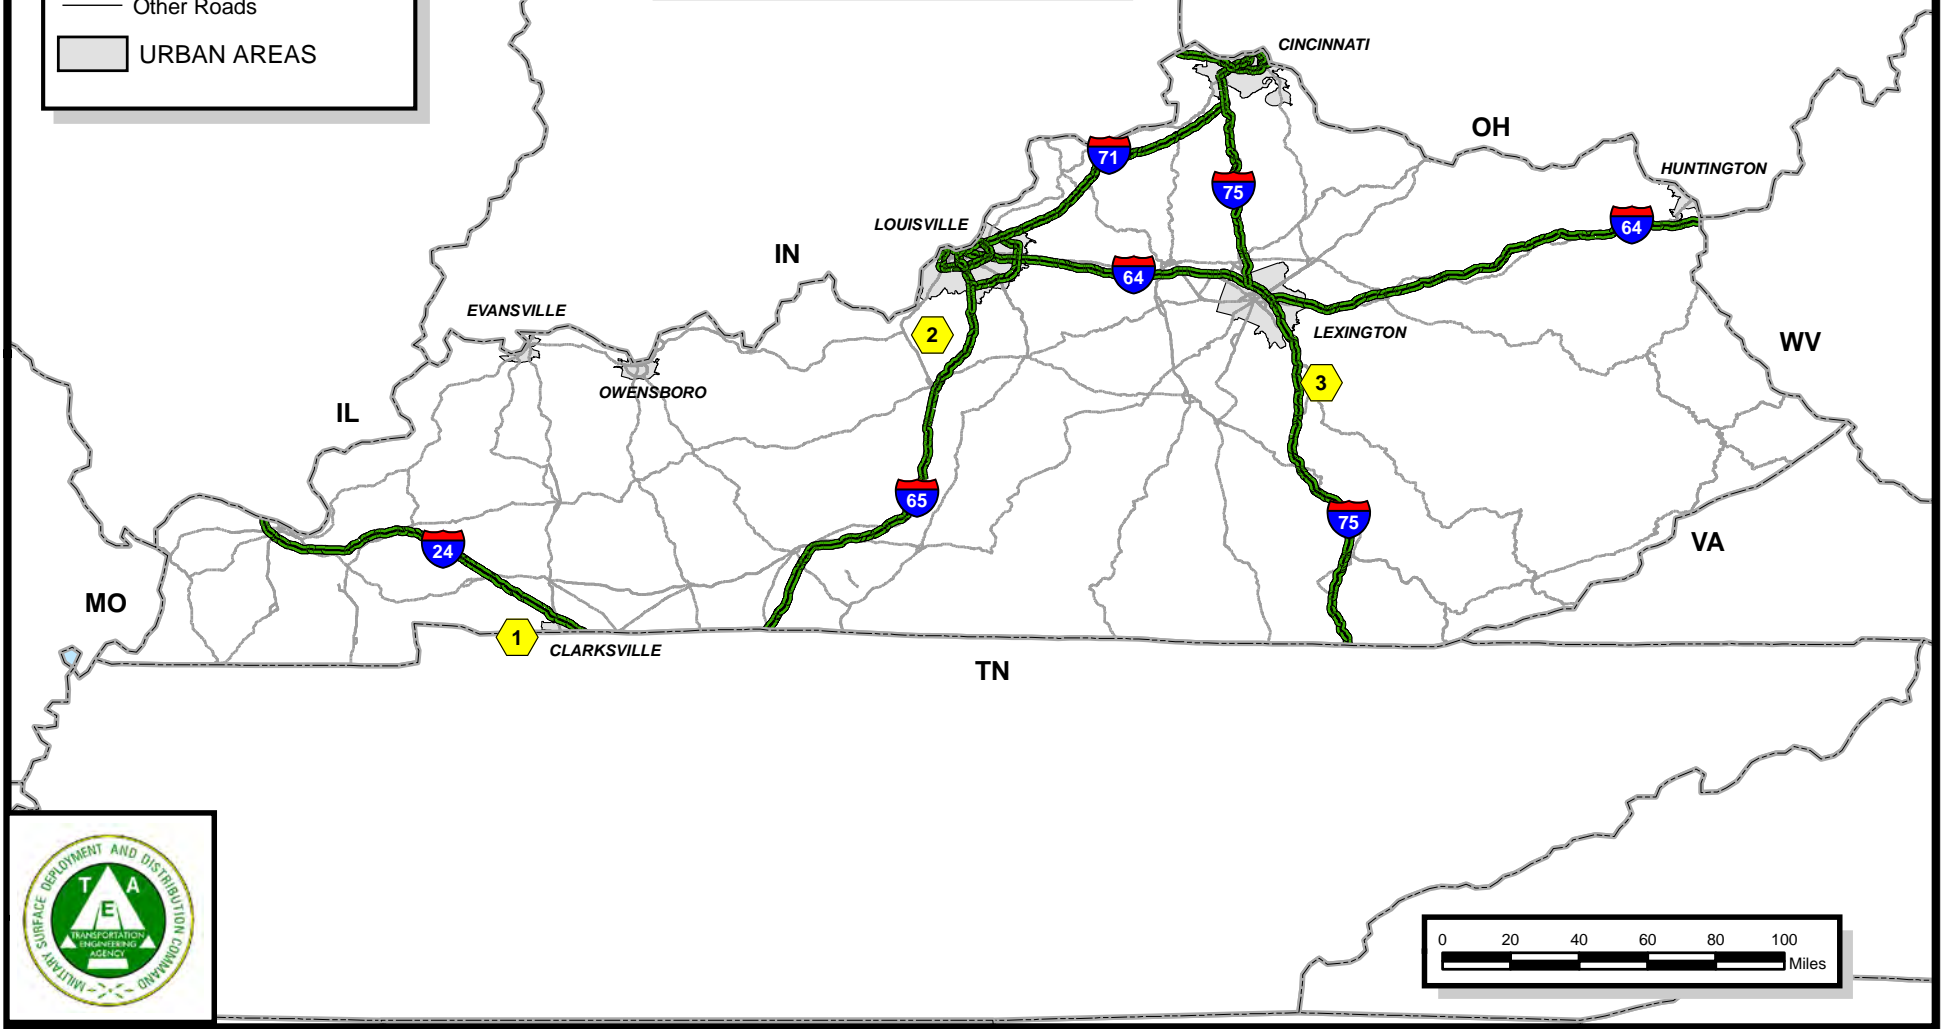 Other Roads
URBAN AREAS
CINCINNATI
OH
71
HUNTINGTON
75
LOUISVILLE
64
IN
64
EVANSVILLE
2
LEXINGTON
WV
3
OWENSBORO
IL
65
75
24
VA
MO
1
CLARKSVILLE
TN
MILITARY SURFACE DEPLOYMENT AND DISTRIBUTION COMMAND
T A
E
TRANSPORTATION
ENGINEERING
AGENCY
0 20 40 60 80 100
Miles